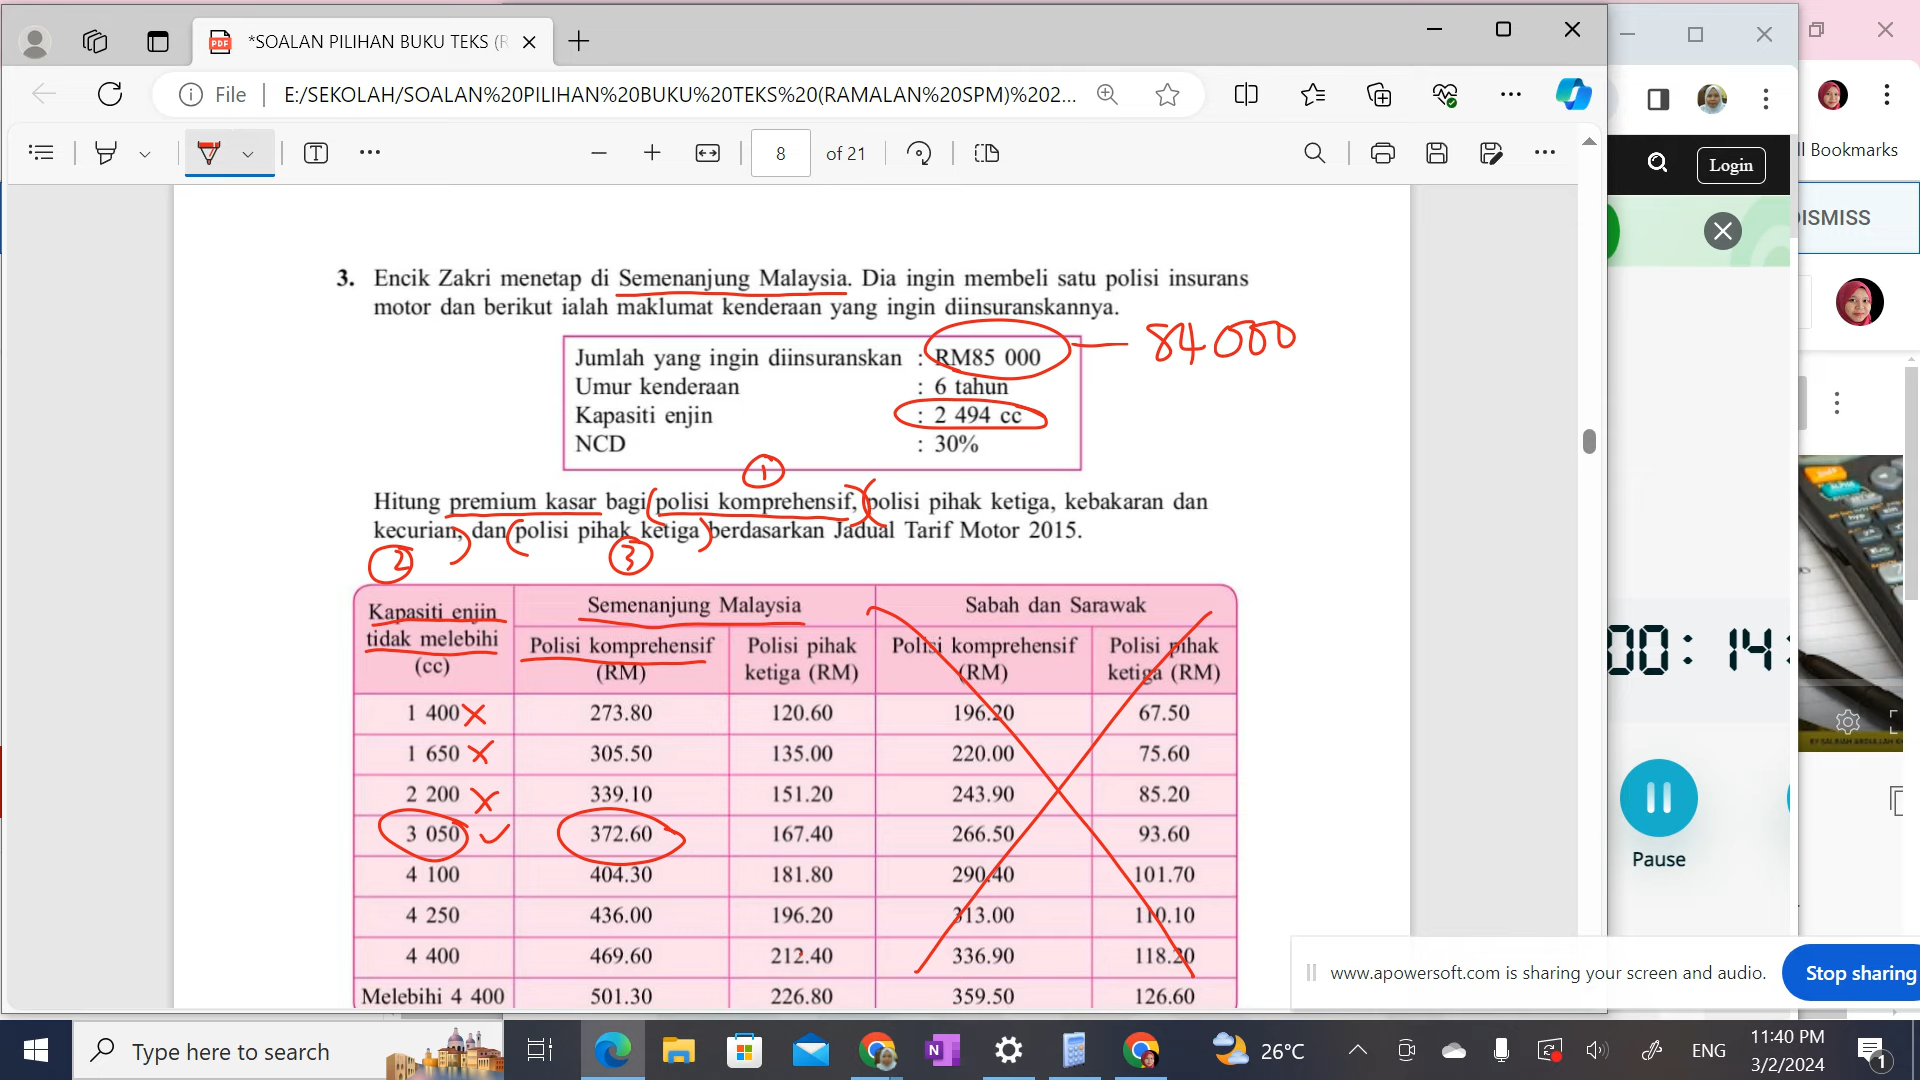 *SOALAN PILIHAN BUKU TEKS (R
File
E:/SEKOLAH/SOALAN%20PILIHAN%20BUKU%20TEKS%20(RAMALAN%20SPM)%202...
8
of 21
Login
ll Bookmarks
DISMISS
3. Encik Zakri menetap di Semenanjung Malaysia. Dia ingin membeli satu polisi insurans
motor dan berikut ialah maklumat kenderaan yang ingin diinsuranskannya.
Jumlah yang ingin diinsuranskan : RM85 000
84000
Umur kenderaan : 6 tahun
Kapasiti enjin : 2 494 cc
NCD : 30%
1
Hitung premium kasar bagi polisi komprehensif, polisi pihak ketiga, kebakaran dan
kecurian, dan polisi pihak ketiga berdasarkan Jadual Tarif Motor 2015.
2
3
Kapasiti enjin tidak melebihi (cc)
Semenanjung Malaysia
Sabah dan Sarawak
Polisi komprehensif (RM)
Polisi pihak ketiga (RM)
Polisi komprehensif (RM)
Polisi pihak ketiga (RM)
1 400 273.80 120.60 196.20 67.50
1 650 305.50 135.00 220.00 75.60
2 200 339.10 151.20 243.90 85.20
3 050 372.60 167.40 266.50 93.60
4 100 404.30 181.80 290.40 101.70
4 250 436.00 196.20 313.00 110.10
4 400 469.60 212.40 336.90 118.20
Melebihi 4 400 501.30 226.80 359.50 126.60
00:14:
Pause
www.apowersoft.com is sharing your screen and audio.
Stop sharing
Type here to search
26°C
ENG
11:40 PM
3/2/2024
1